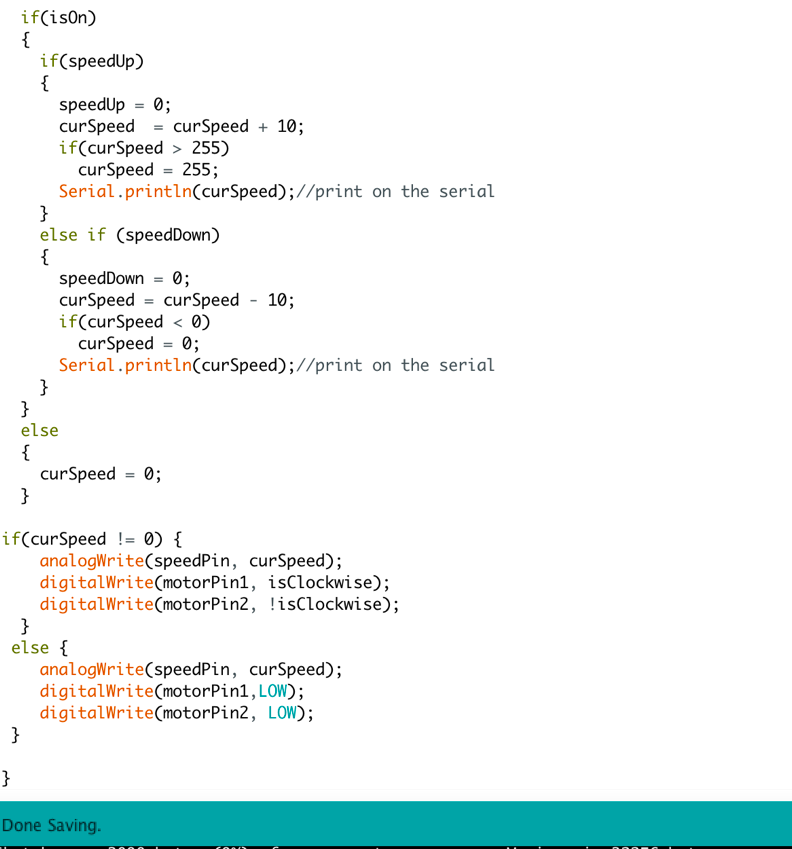 if(isOn)
{
if(speedUp)
{
speedUp = 0;
curSpeed  = curSpeed + 10;
if(curSpeed > 255)
curSpeed = 255;
Serial.println(curSpeed);//print on the serial
}
else if (speedDown)
{
speedDown = 0;
curSpeed = curSpeed - 10;
if(curSpeed < 0)
curSpeed = 0;
Serial.println(curSpeed);//print on the serial
}
}
else
{
curSpeed = 0;
}
if(curSpeed != 0) {
analogWrite(speedPin, curSpeed);
digitalWrite(motorPin1, isClockwise);
digitalWrite(motorPin2, !isClockwise);
}
else {
analogWrite(speedPin, curSpeed);
digitalWrite(motorPin1,LOW);
digitalWrite(motorPin2, LOW);
}
}
Done Saving.